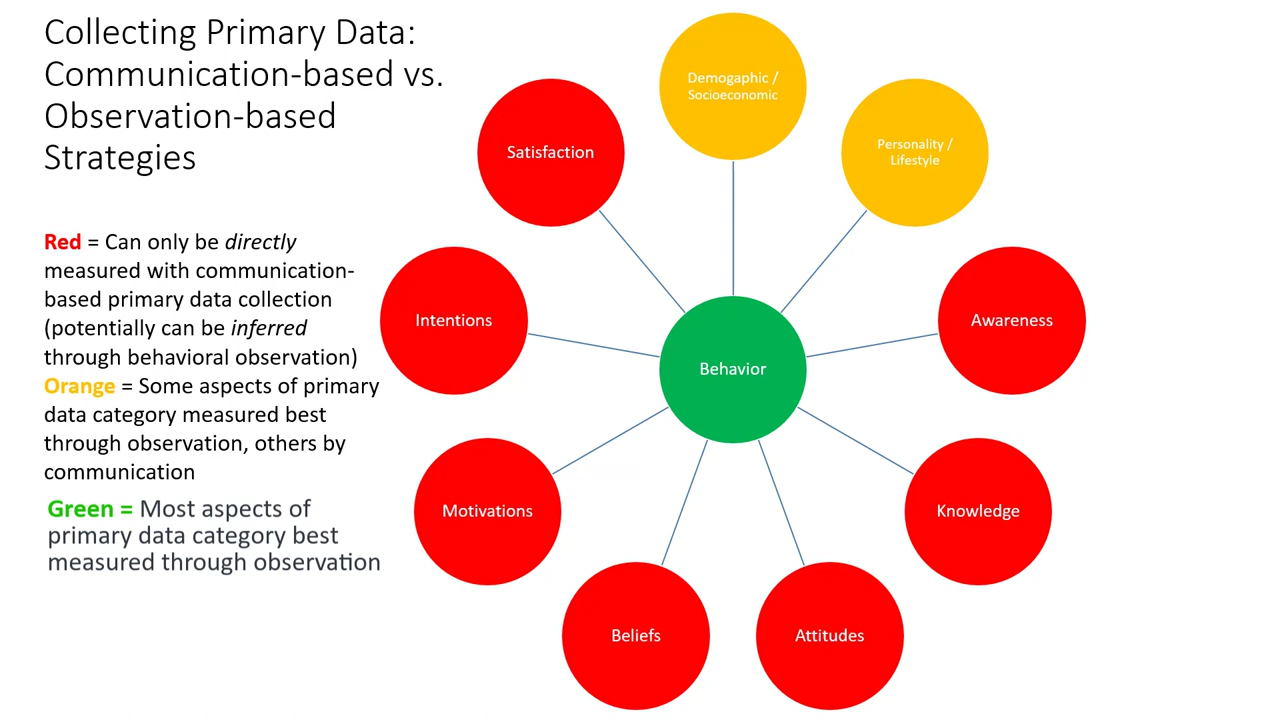 Collecting Primary Data:
Communication-based vs.
Observation-based
Strategies
Red = Can only be directly
measured with communication-
based primary data collection
(potentially can be inferred
through behavioral observation)
Orange = Some aspects of primary
data category measured best
through observation, others by
communication
Green = Most aspects of
primary data category best
measured through observation
Demogaphic /
Socioeconomic
Personality /
Lifestyle
Awareness
Knowledge
Attitudes
Beliefs
Motivations
Intentions
Satisfaction
Behavior